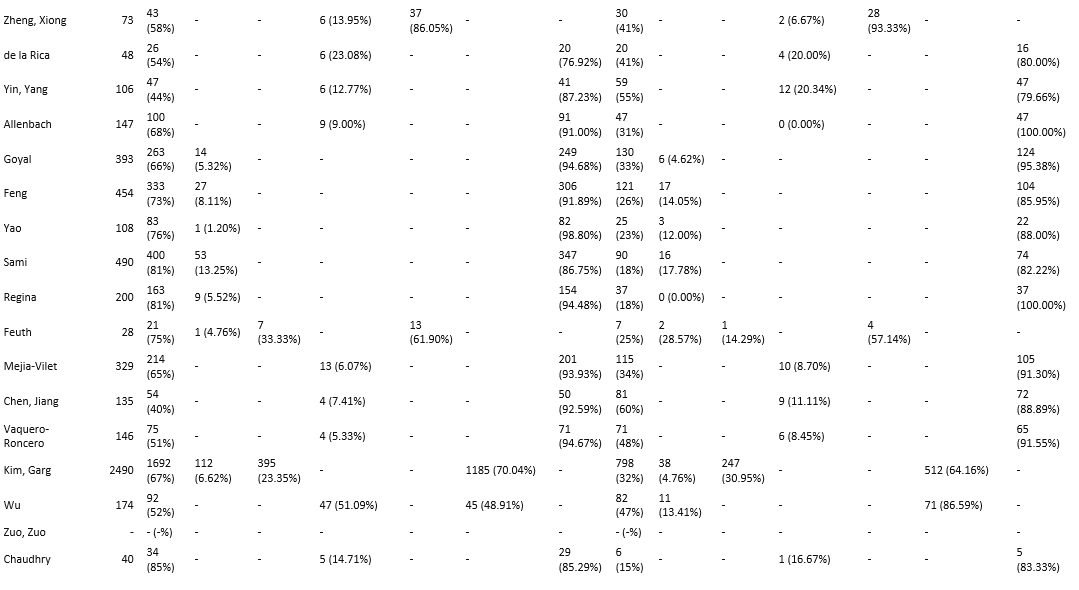 Zheng, Xiong 73 43 (58%) - - 6 (13.95%) 37 (86.05%) - - 30 (41%) - - 2 (6.67%) 28 (93.33%) - -
de la Rica 48 26 (54%) - - 6 (23.08%) - - 20 (76.92%) 20 (41%) - - 4 (20.00%) - - 16 (80.00%)
Yin, Yang 106 47 (44%) - - 6 (12.77%) - - 41 (87.23%) 59 (55%) - - 12 (20.34%) - - 47 (79.66%)
Allenbach 147 100 (68%) - - 9 (9.00%) - - 91 (91.00%) 47 (31%) - - 0 (0.00%) - - 47 (100.00%)
Goyal 393 263 (66%) 14 (5.32%) - - - - 249 (94.68%) 130 (33%) 6 (4.62%) - - - - 124 (95.38%)
Feng 454 333 (73%) 27 (8.11%) - - - - 306 (91.89%) 121 (26%) 17 (14.05%) - - - - 104 (85.95%)
Yao 108 83 (76%) 1 (1.20%) - - - - 82 (98.80%) 25 (23%) 3 (12.00%) - - - - 22 (88.00%)
Sami 490 400 (81%) 53 (13.25%) - - - - 347 (86.75%) 90 (18%) 16 (17.78%) - - - - 74 (82.22%)
Regina 200 163 (81%) 9 (5.52%) - - - - 154 (94.48%) 37 (18%) 0 (0.00%) - - - - 37 (100.00%)
Feuth 28 21 (75%) 1 (4.76%) 7 (33.33%) - 13 (61.90%) - - 7 (25%) 2 (28.57%) 1 (14.29%) - 4 (57.14%) - -
Mejia-Vilet 329 214 (65%) - - 13 (6.07%) - - 201 (93.93%) 115 (34%) - - 10 (8.70%) - - 105 (91.30%)
Chen, Jiang 135 54 (40%) - - 4 (7.41%) - - 50 (92.59%) 81 (60%) - - 9 (11.11%) - - 72 (88.89%)
Vaquero-Roncero 146 75 (51%) - - 4 (5.33%) - - 71 (94.67%) 71 (48%) - - 6 (8.45%) - - 65 (91.55%)
Kim, Garg 2490 1692 (67%) 112 (6.62%) 395 (23.35%) - - 1185 (70.04%) - 798 (32%) 38 (4.76%) 247 (30.95%) - - 512 (64.16%) -
Wu 174 92 (52%) - - 47 (51.09%) - 45 (48.91%) - 82 (47%) 11 (13.41%) - - - 71 (86.59%) -
Zuo, Zuo - - (-%) - - - - - - - (-%) - - - - - -
Chaudhry 40 34 (85%) - - 5 (14.71%) - - 29 (85.29%) 6 (15%) - - 1 (16.67%) - - 5 (83.33%)